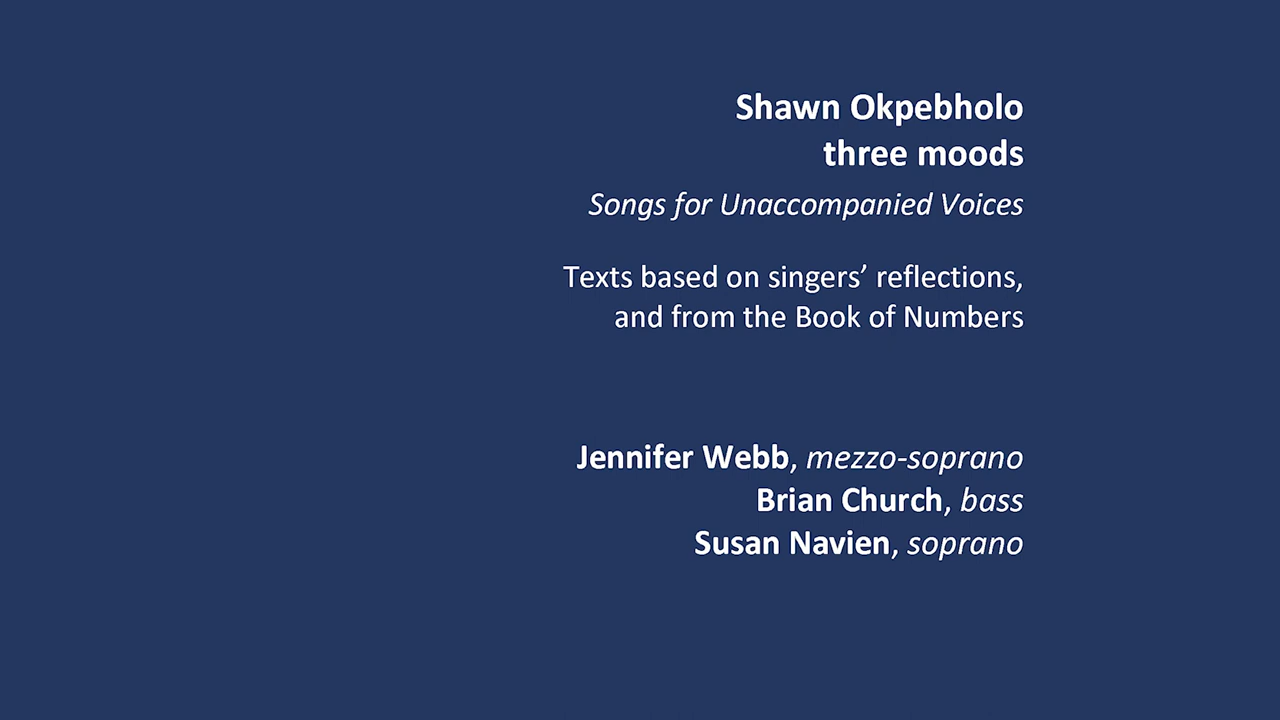 Shawn Okpebholo
three moods
Songs for Unaccompanied Voices
Texts based on singers’ reflections,
and from the Book of Numbers
Jennifer Webb, mezzo-soprano
Brian Church, bass
Susan Navien, soprano